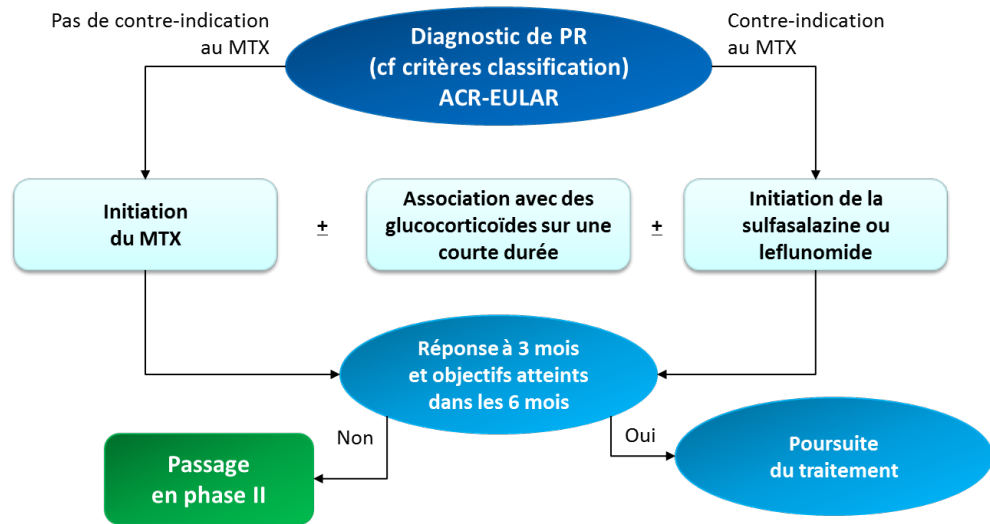 Pas de contre-indication
au MTX
Diagnostic de PR
(cf critères classification)
ACR-EULAR
Contre-indication
au MTX
Initiation
du MTX
±
Association avec des
glucocorticoïdes sur une
courte durée
±
Initiation de la
sulfasalazine ou
leflunomide
Réponse à 3 mois
et objectifs atteints
dans les 6 mois
Non
Oui
Passage
en phase II
Poursuite
du traitement